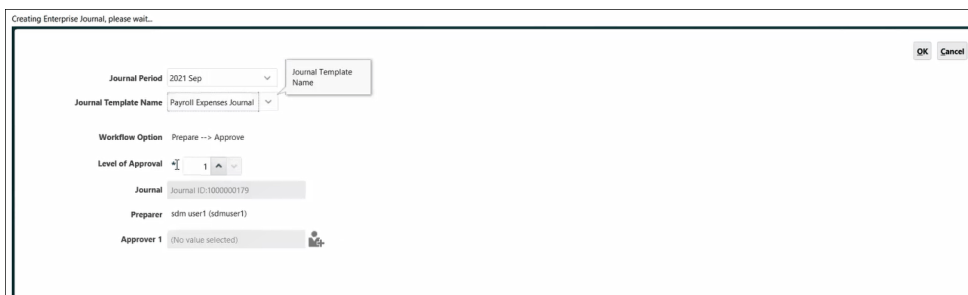 Creating Enterprise Journal, please wait...
OK Cancel
Journal Period 2021 Sep
Journal Template
Name
Journal Template Name Payroll Expenses Journal
Workflow Option Prepare --> Approve
Level of Approval * 1
Journal Journal ID:1000000179
Preparer sdm user1 (sdmuser1)
Approver 1 (No value selected)